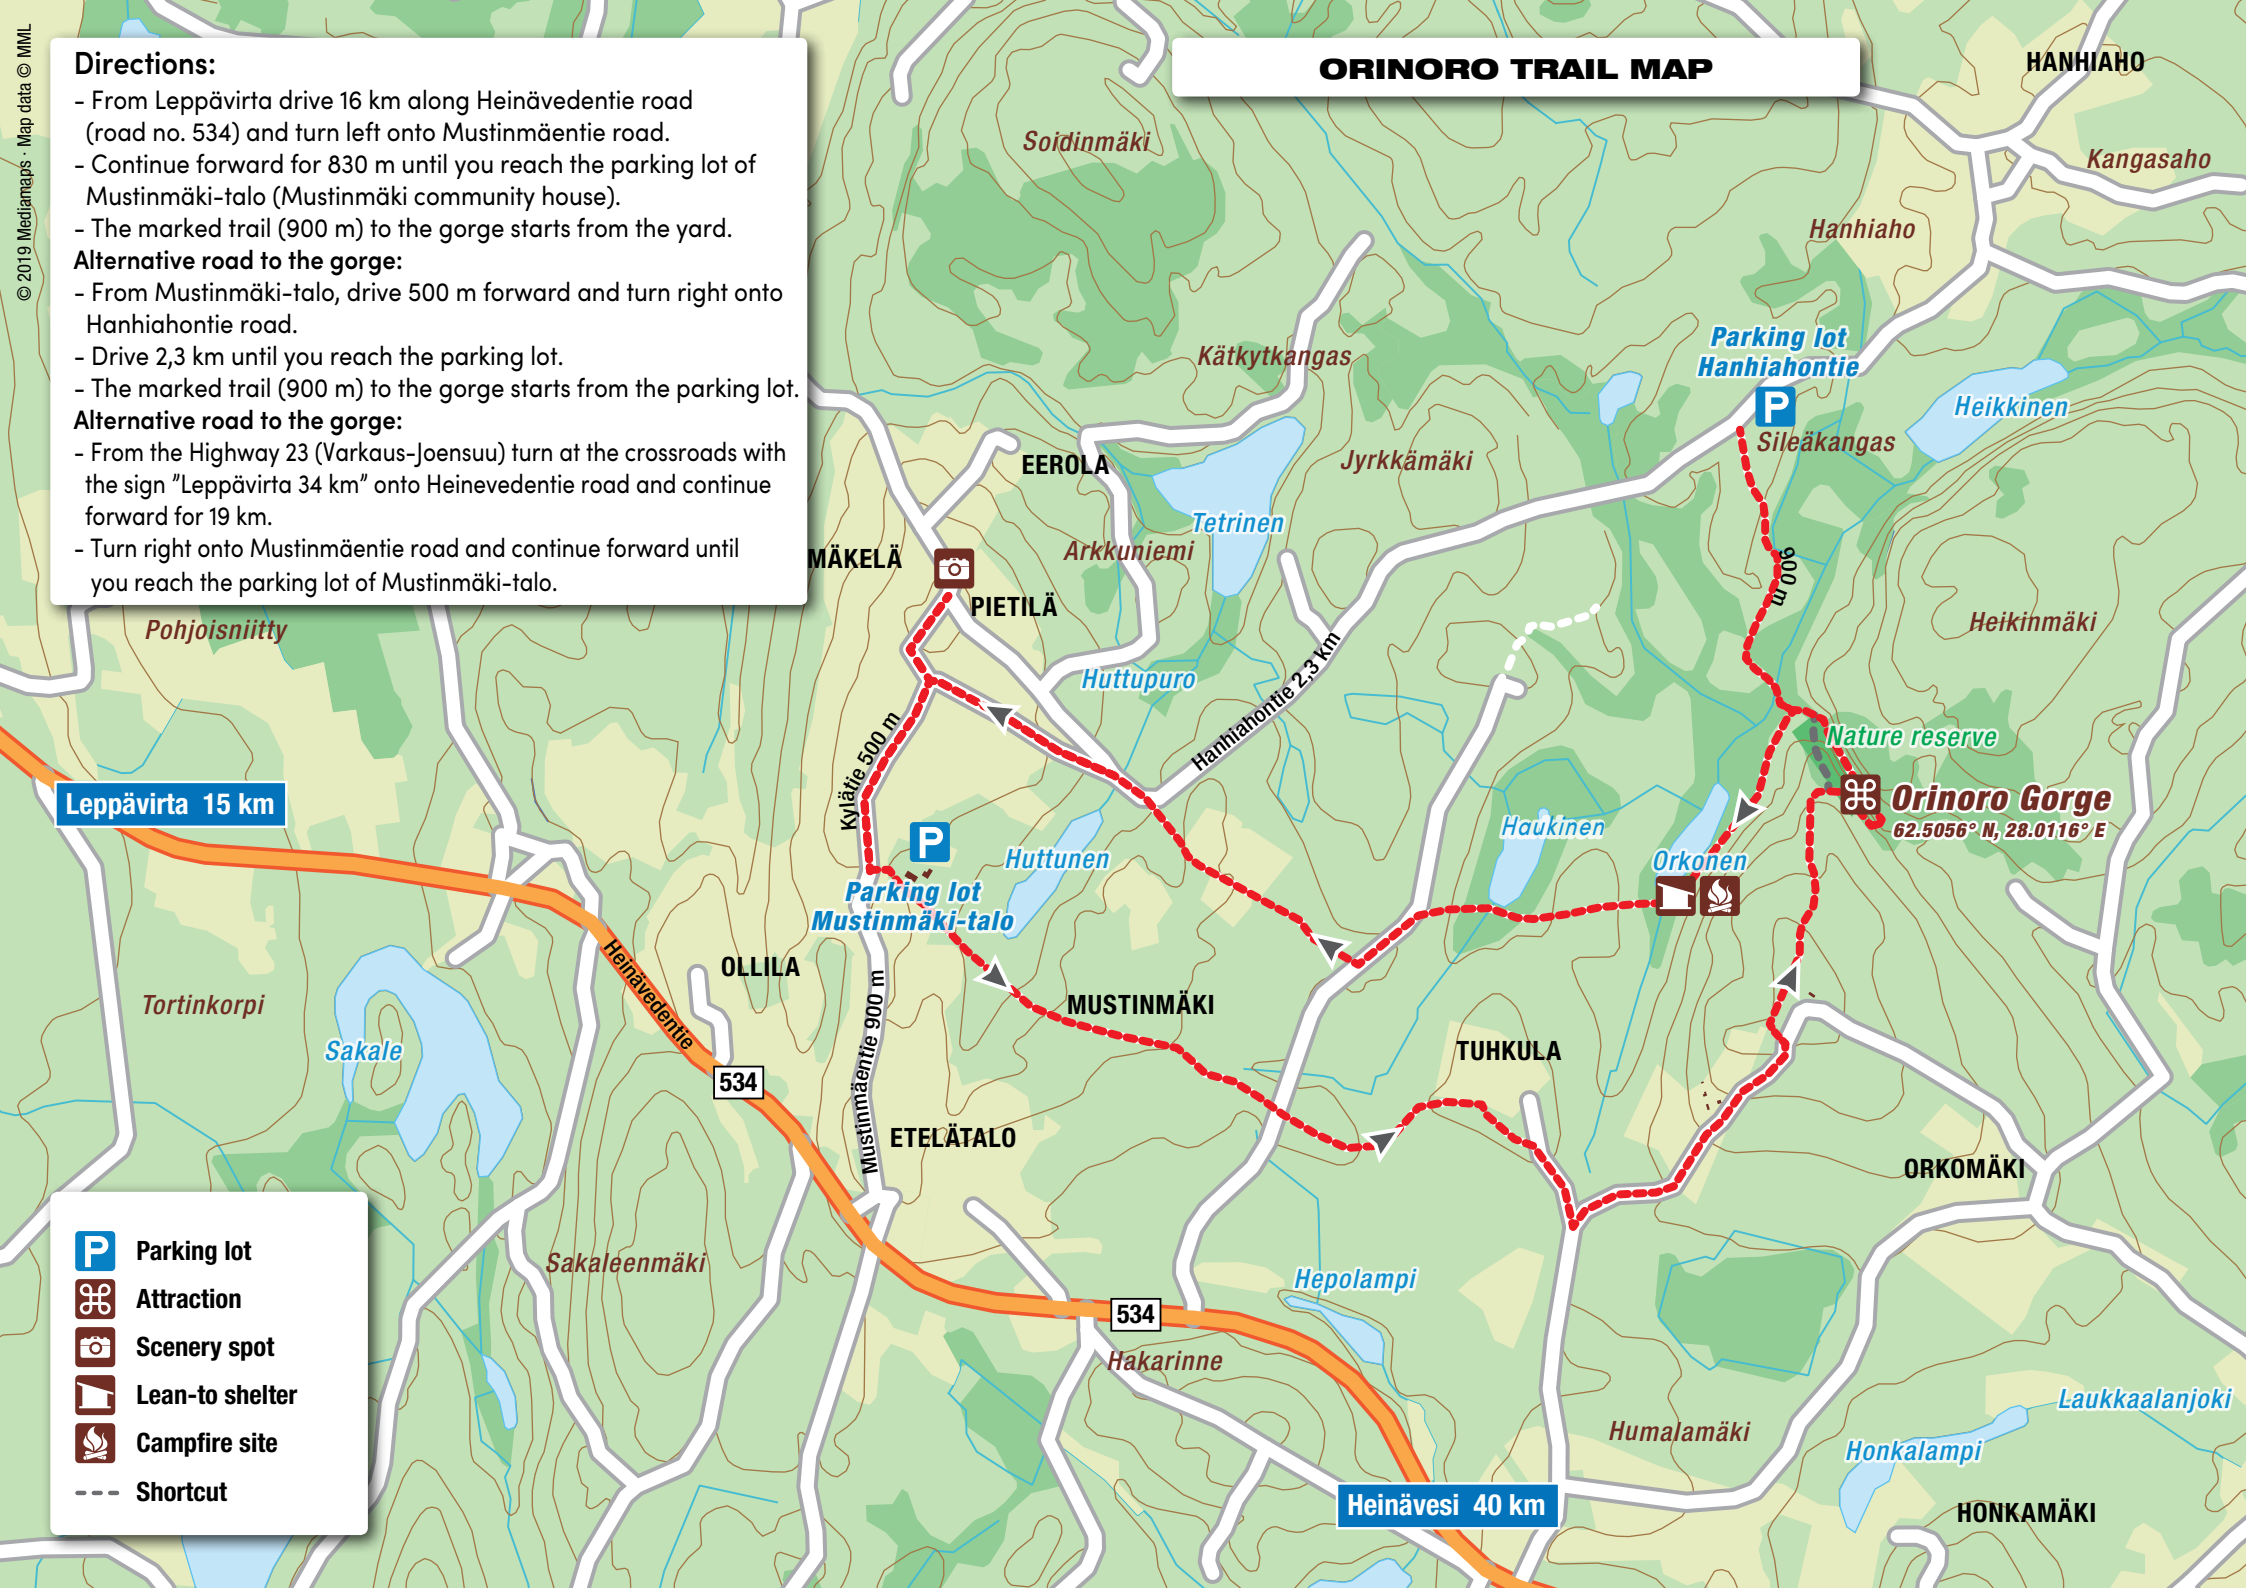 © 2019 Mediamaps · Map data © MML
Directions:
- From Leppävirta drive 16 km along Heinävedentie road
(road no. 534) and turn left onto Mustinmäentie road.
- Continue forward for 830 m until you reach the parking lot of
Mustinmäki-talo (Mustinmäki community house).
- The marked trail (900 m) to the gorge starts from the yard.
Alternative road to the gorge:
- From Mustinmäki-talo, drive 500 m forward and turn right onto
Hanhiahontie road.
- Drive 2,3 km until you reach the parking lot.
- The marked trail (900 m) to the gorge starts from the parking lot.
Alternative road to the gorge:
- From the Highway 23 (Varkaus-Joensuu) turn at the crossroads with
the sign ”Leppävirta 34 km” onto Heinevedentie road and continue
forward for 19 km.
- Turn right onto Mustinmäentie road and continue forward until
you reach the parking lot of Mustinmäki-talo.
ORINORO TRAIL MAP
HANHIAHO
Soidinmäki
Kangasaho
Hanhiaho
Parking lot
Hanhiahontie
P
Kätkytkangas
Heikkinen
Sileäkangas
EEROLA
Jyrkkämäki
Tetrinen
Arkkuniemi
MÄKELÄ
PIETILÄ
900 m
Heikinmäki
Pohjoisniitty
Huttupuro
Hanhiahontie 2,3 km
Kylätie 500 m
Nature reserve
Orinoro Gorge
62.5056° N, 28.0116° E
Leppävirta 15 km
P
Parking lot
Mustinmäki-talo
Huttunen
Haukinen
Orkonen
Heinävedentie
OLLILA
Tortinkorpi
MUSTINMÄKI
Sakale
Mustinmäentie 900 m
TUHKULA
534
ETELÄTALO
ORKOMÄKI
Sakaleenmäki
Hepolampi
534
Hakarinne
Laukkaalanjoki
Humalamäki
Honkalampi
Heinävesi 40 km
HONKAMÄKI
P Parking lot
Attraction
Scenery spot
Lean-to shelter
Campfire site
Shortcut